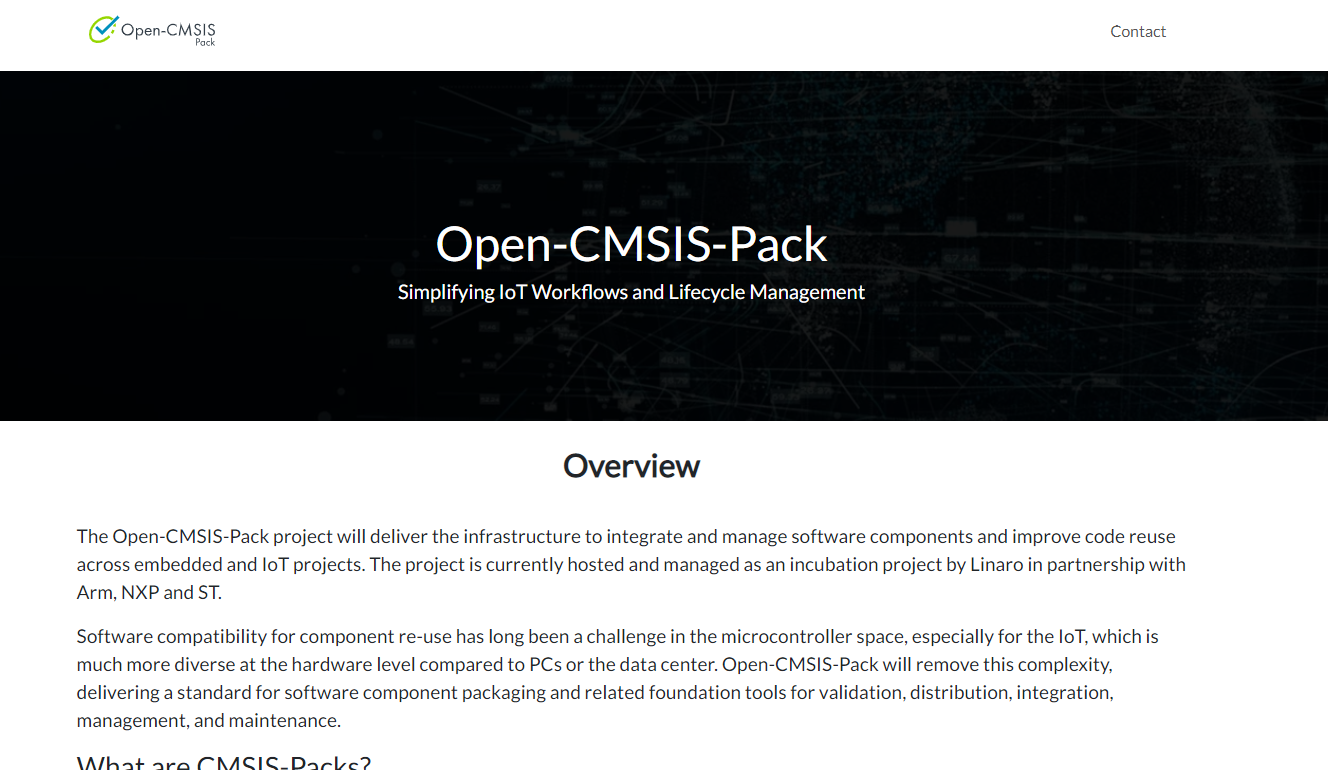 Open-CMSIS
Pack
Contact
Open-CMSIS-Pack
Simplifying IoT Workflows and Lifecycle Management
Overview
The Open-CMSIS-Pack project will deliver the infrastructure to integrate and manage software components and improve code reuse
across embedded and IoT projects. The project is currently hosted and managed as an incubation project by Linaro in partnership with
Arm, NXP and ST.
Software compatibility for component re-use has long been a challenge in the microcontroller space, especially for the IoT, which is
much more diverse at the hardware level compared to PCs or the data center. Open-CMSIS-Pack will remove this complexity,
delivering a standard for software component packaging and related foundation tools for validation, distribution, integration,
management, and maintenance.
What are CMSIS-Packs?